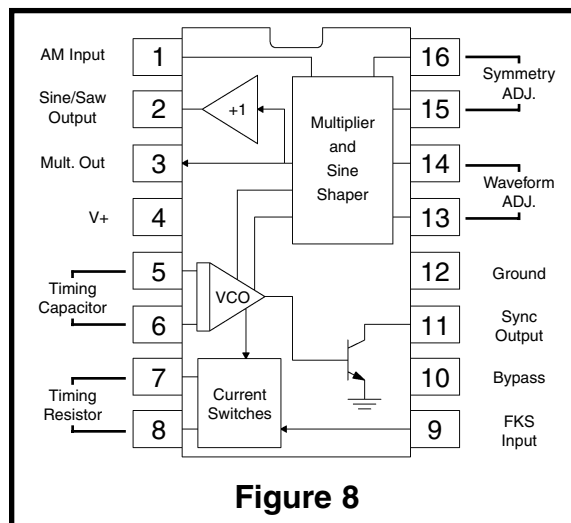 AM Input
1
16
Symmetry
ADJ.
Sine/Saw
Output
2
+1
15
Multiplier
and
Sine
Shaper
Mult. Out
3
14
Waveform
ADJ.
V+
4
13
Timing
Capacitor
5
VCO
12
Ground
6
11
Sync
Output
Timing
Resistor
7
Current
Switches
10
Bypass
8
9
FKS
Input
Figure 8